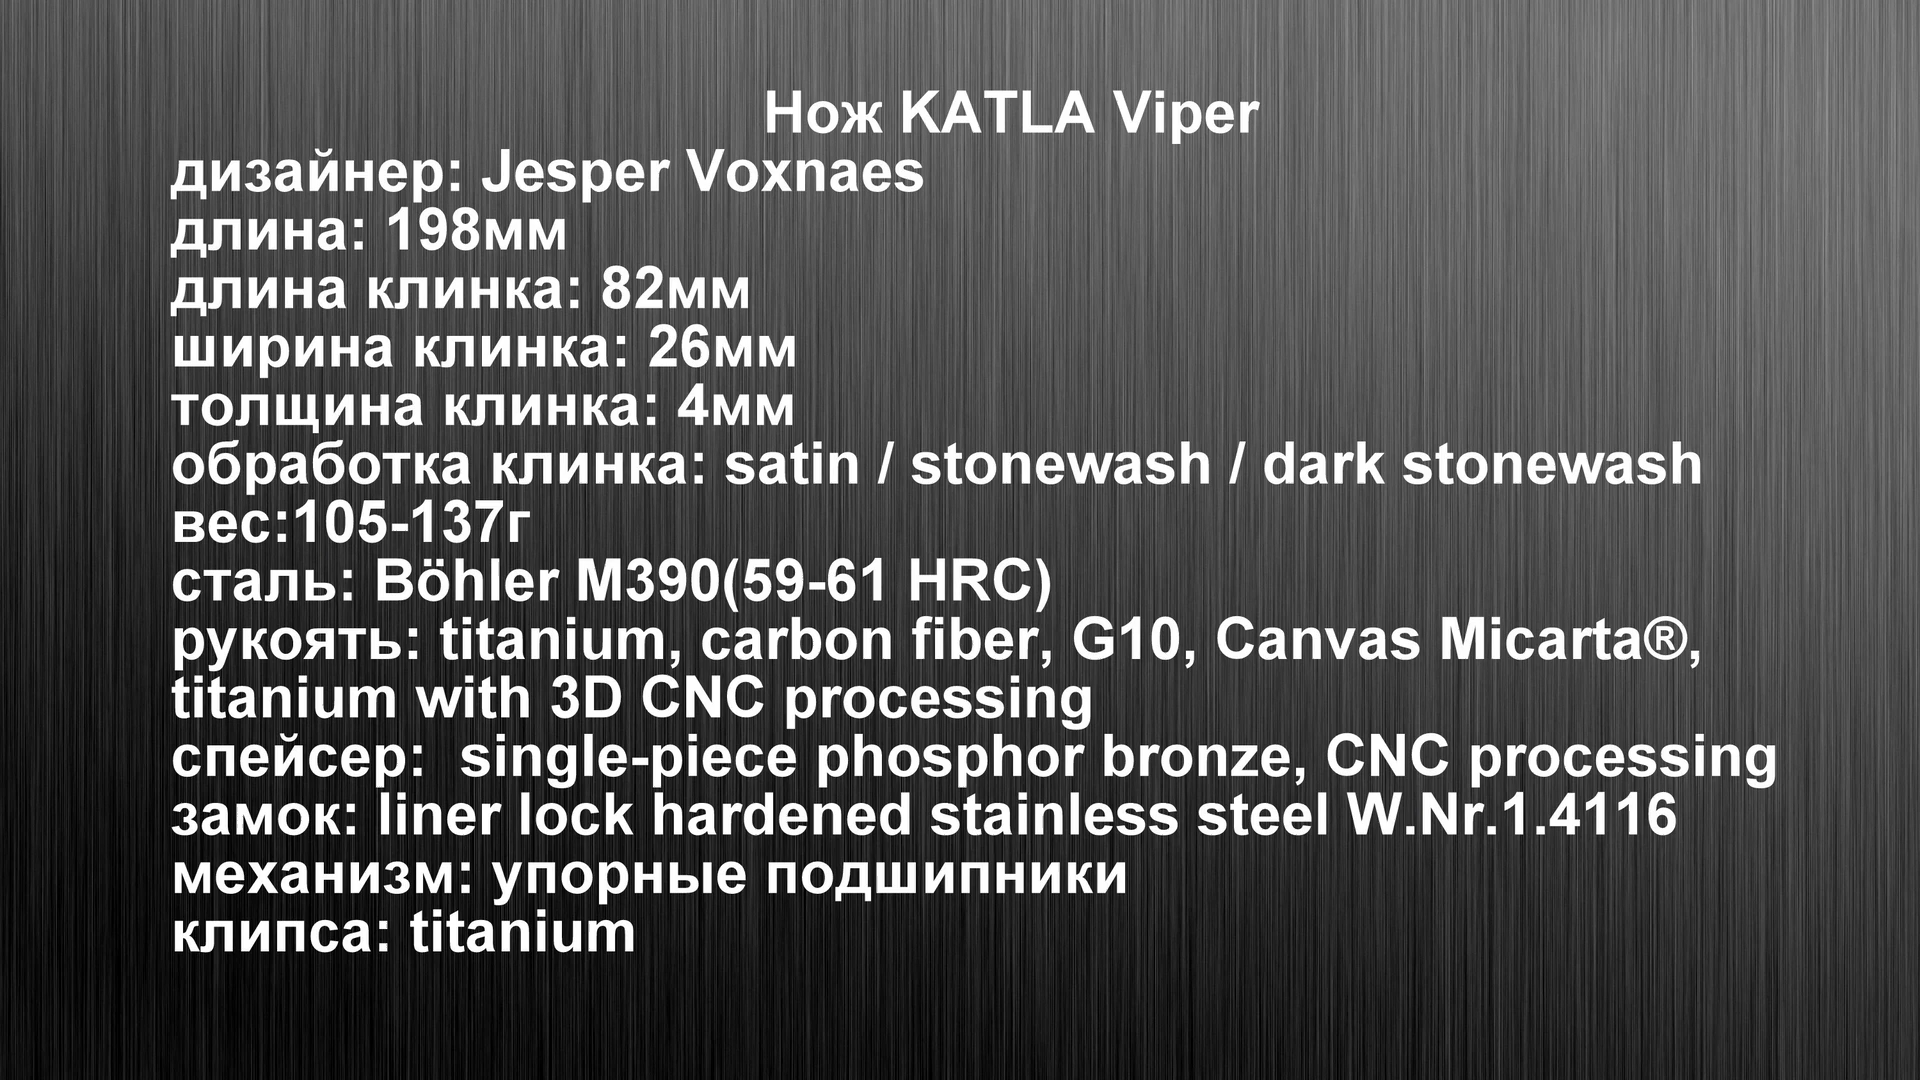 Нож KATLA Viper
дизайнер: Jesper Voxnaes
длина: 198мм
длина клинка: 82мм
ширина клинка: 26мм
толщина клинка: 4мм
обработка клинка: satin / stonewash / dark stonewash
вес:105-137г
сталь: Böhler M390(59-61 HRC)
рукоять: titanium, carbon fiber, G10, Canvas Micarta®,
titanium with 3D CNC processing
спейсер:  single-piece phosphor bronze, CNC processing
замок: liner lock hardened stainless steel W.Nr.1.4116
механизм: упорные подшипники
клипса: titanium